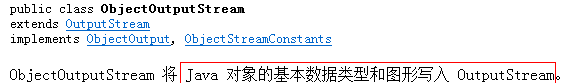 public class ObjectOutputStream
extends OutputStream
implements ObjectOutput, ObjectStreamConstants
ObjectOutputStream 将 Java 对象的基本数据类型和图形写入 OutputStream。